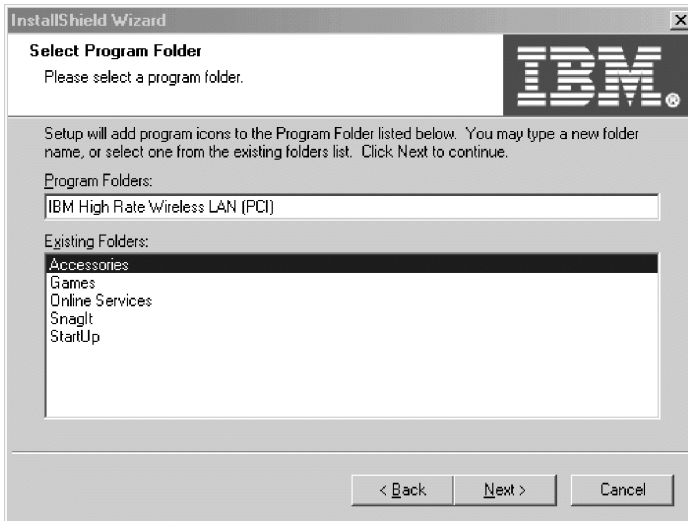 InstallShield Wizard
Select Program Folder
Please select a program folder.
IBM®
Setup will add program icons to the Program Folder listed below. You may type a new folder
name, or select one from the existing folders list. Click Next to continue.
Program Folders:
IBM High Rate Wireless LAN (PCI)
Existing Folders:
Accessories
Games
Online Services
SnagIt
StartUp
< Back
Next >
Cancel